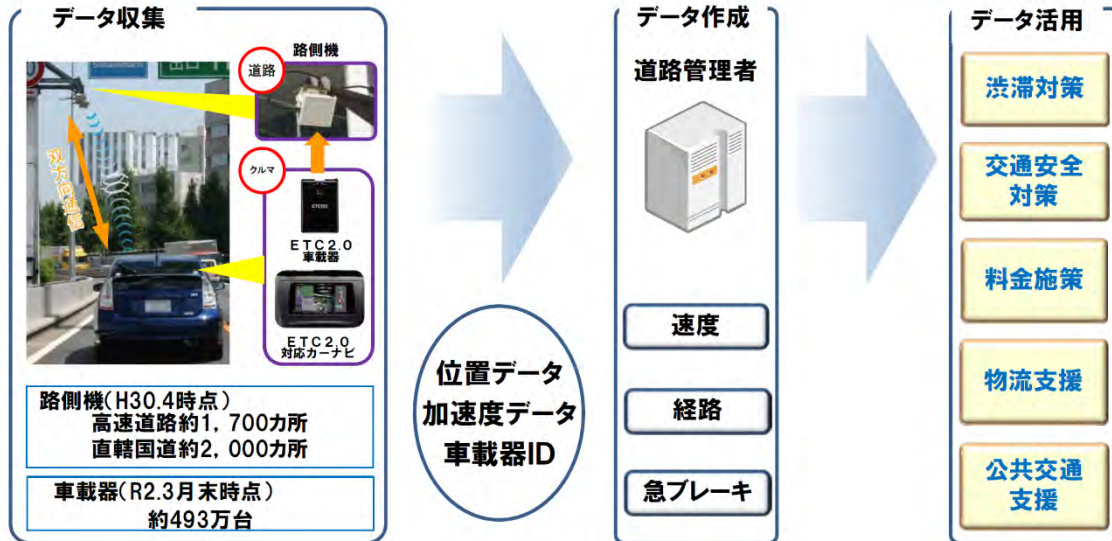 データ収集
路側機
道路
双方向通信
クルマ
ETC2.0
車載器
ETC2.0
対応カーナビ
路側機(H30.4時点)
高速道路約1,700カ所
直轄国道約2,000カ所
車載器(R2.3月末時点)
約493万台
位置データ
加速度データ
車載器ID
データ作成
道路管理者
速度
経路
急ブレーキ
データ活用
渋滞対策
交通安全
対策
料金施策
物流支援
公共交通
支援